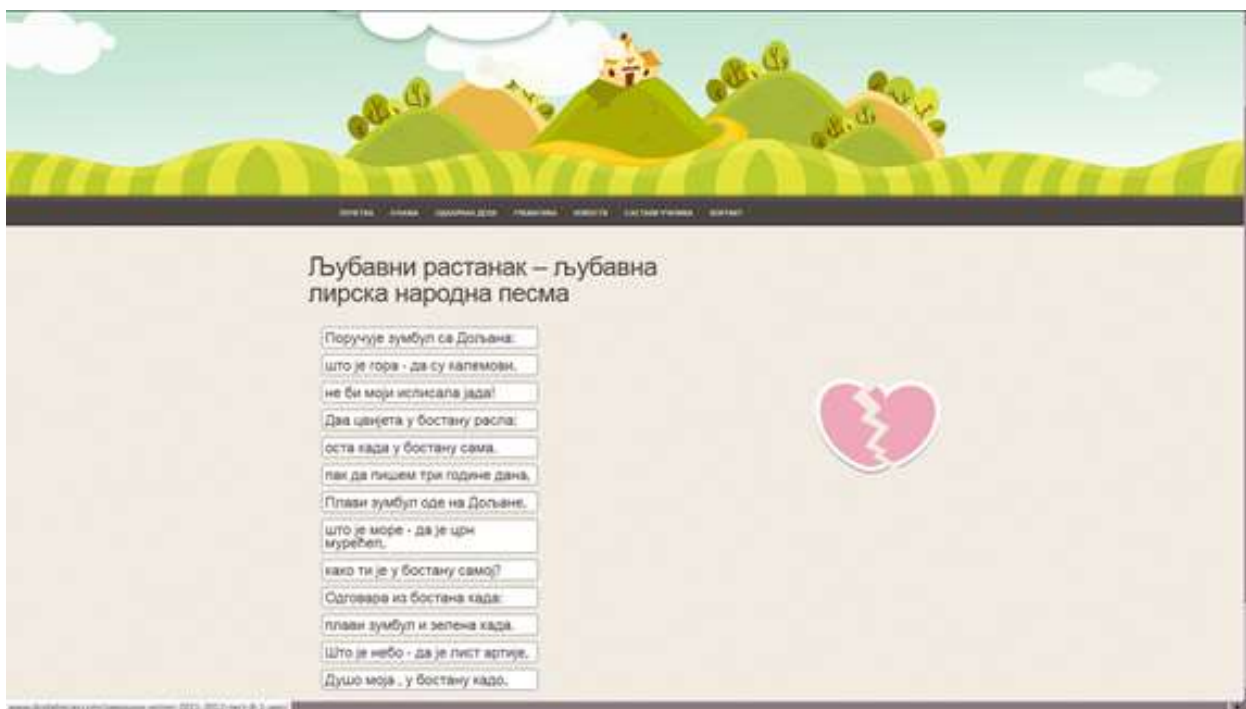 ПОЧЕТНА НОВОСТИ КОНТАКТ
Љубавни растанак – љубавна
лирска народна песма
Поручује зумбул са Дољана:
што је гора - да су калемови,
не би моји исписала јада!
Два цвијета у бостану расла:
оста када у бостану сама.
пак да пишем три године дана,
Плави зумбул оде на Дољане,
што је море - да је црн
мурећеп,
како ти је у бостану самој?
Одговара из бостана када:
плави зумбул и зелена када.
Што је небо - да је лист артије,
Душо моја , у бостану кадо,